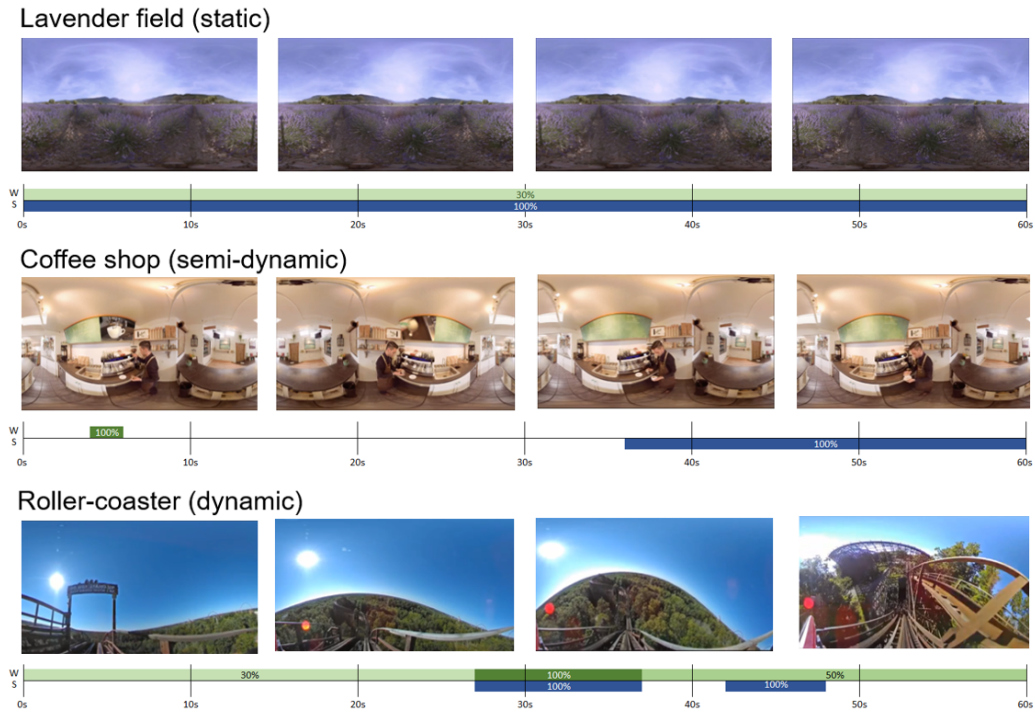 Lavender field (static)
W 30%
S 100%
0s 10s 20s 30s 40s 50s 60s
Coffee shop (semi-dynamic)
W 100%
S 100%
0s 10s 20s 30s 40s 50s 60s
Roller-coaster (dynamic)
W 30% 100% 50%
S 100% 100%
0s 10s 20s 30s 40s 50s 60s